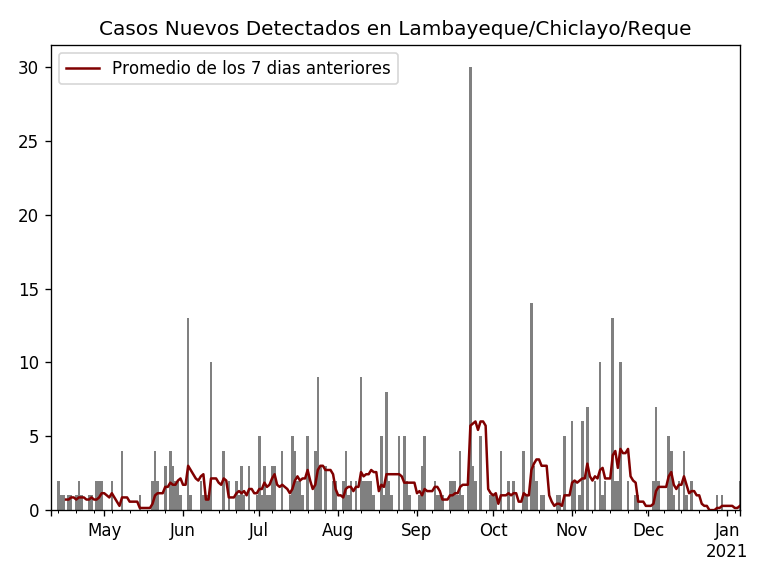 Casos Nuevos Detectados en Lambayeque/Chiclayo/Reque
Promedio de los 7 dias anteriores
30
25
20
15
10
5
0
May Jun Jul Aug Sep Oct Nov Dec Jan
2021